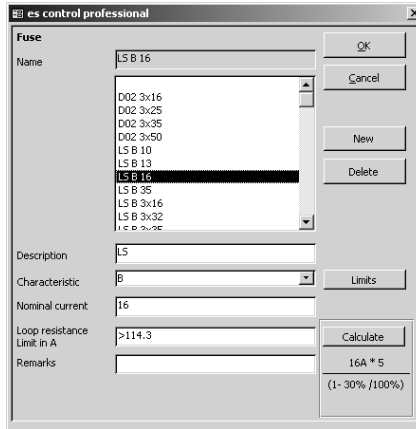 es control professional
Fuse
Name
LS B 16
OK
Cancel
D02 3x16
D02 3x25
D02 3x35
D02 3x50
LS B 10
LS B 13
LS B 16
LS B 35
LS B 3x16
LS B 3x32
LS B 3x35
New
Delete
Description
LS
Characteristic
B
Limits
Nominal current
16
Loop resistance
Limit in A
>114.3
Remarks
Calculate
16A * 5
(1- 30% /100%)